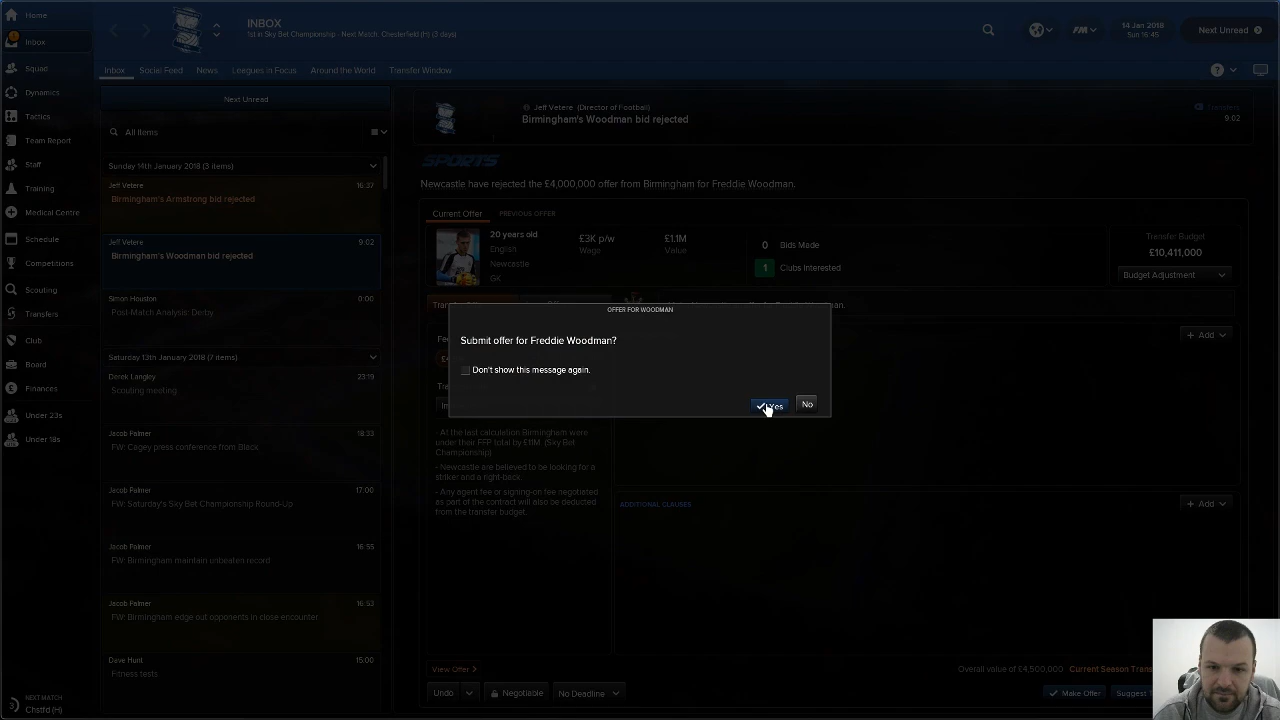 Home
Inbox
Squad
Dynamics
Tactics
Team Report
Staff
Training
Medical Centre
Schedule
Competitions
Scouting
Transfers
Club
Board
Finances
Under 23s
Under 18s
NEXT MATCH
Chstfd (H)
3
INBOX
1st in Sky Bet Championship - Next Match: Chesterfield (H) (3 days)
FM
14 Jan 2018
Sun 16:45
Next Unread
Inbox Social Feed News Leagues in Focus Around the World Transfer Window
?
Next Unread
All Items
Sunday 14th January 2018 (3 items)
Jeff Vetere 16:37
Birmingham's Armstrong bid rejected
Jeff Vetere 9:02
Birmingham's Woodman bid rejected
Simon Houston 0:00
Post-Match Analysis: Derby
Saturday 13th January 2018 (7 items)
Derek Langley 23:19
Scouting meeting
Jacob Palmer 18:33
FW: Cagey press conference from Black
Jacob Palmer 17:00
FW: Saturday's Sky Bet Championship Round-Up
Jacob Palmer 16:55
FW: Birmingham maintain unbeaten record
Jacob Palmer 16:53
FW: Birmingham edge out opponents in close encounter
Dave Hunt 15:00
Fitness tests
Jeff Vetere (Director of Football)
Birmingham's Woodman bid rejected
Transfers
9:02
SPORTS
Newcastle have rejected the £4,000,000 offer from Birmingham for Freddie Woodman.
Current Offer PREVIOUS OFFER
20 years old
English
Newcastle
GK
£3K p/w
Wage
£1.1M
Value
0 Bids Made
1 Clubs Interested
Transfer Budget
£10,411,000
Budget Adjustment
OFFER FOR WOODMAN
Submit offer for Freddie Woodman?
Don't show this message again.
Yes
No
+ Add
- At the last calculation Birmingham were
under their FFP total by £11M. (Sky Bet
Championship)
- Newcastle are believed to be looking for a
striker and a right-back.
- Any agent fee or signing-on fee negotiated
as part of the contract will also be deducted
from the transfer budget.
ADDITIONAL CLAUSES
+ Add
View Offer
Overall value of £4,500,000
Current Season
Undo
Negotiable
No Deadline
Make Offer
Suggest